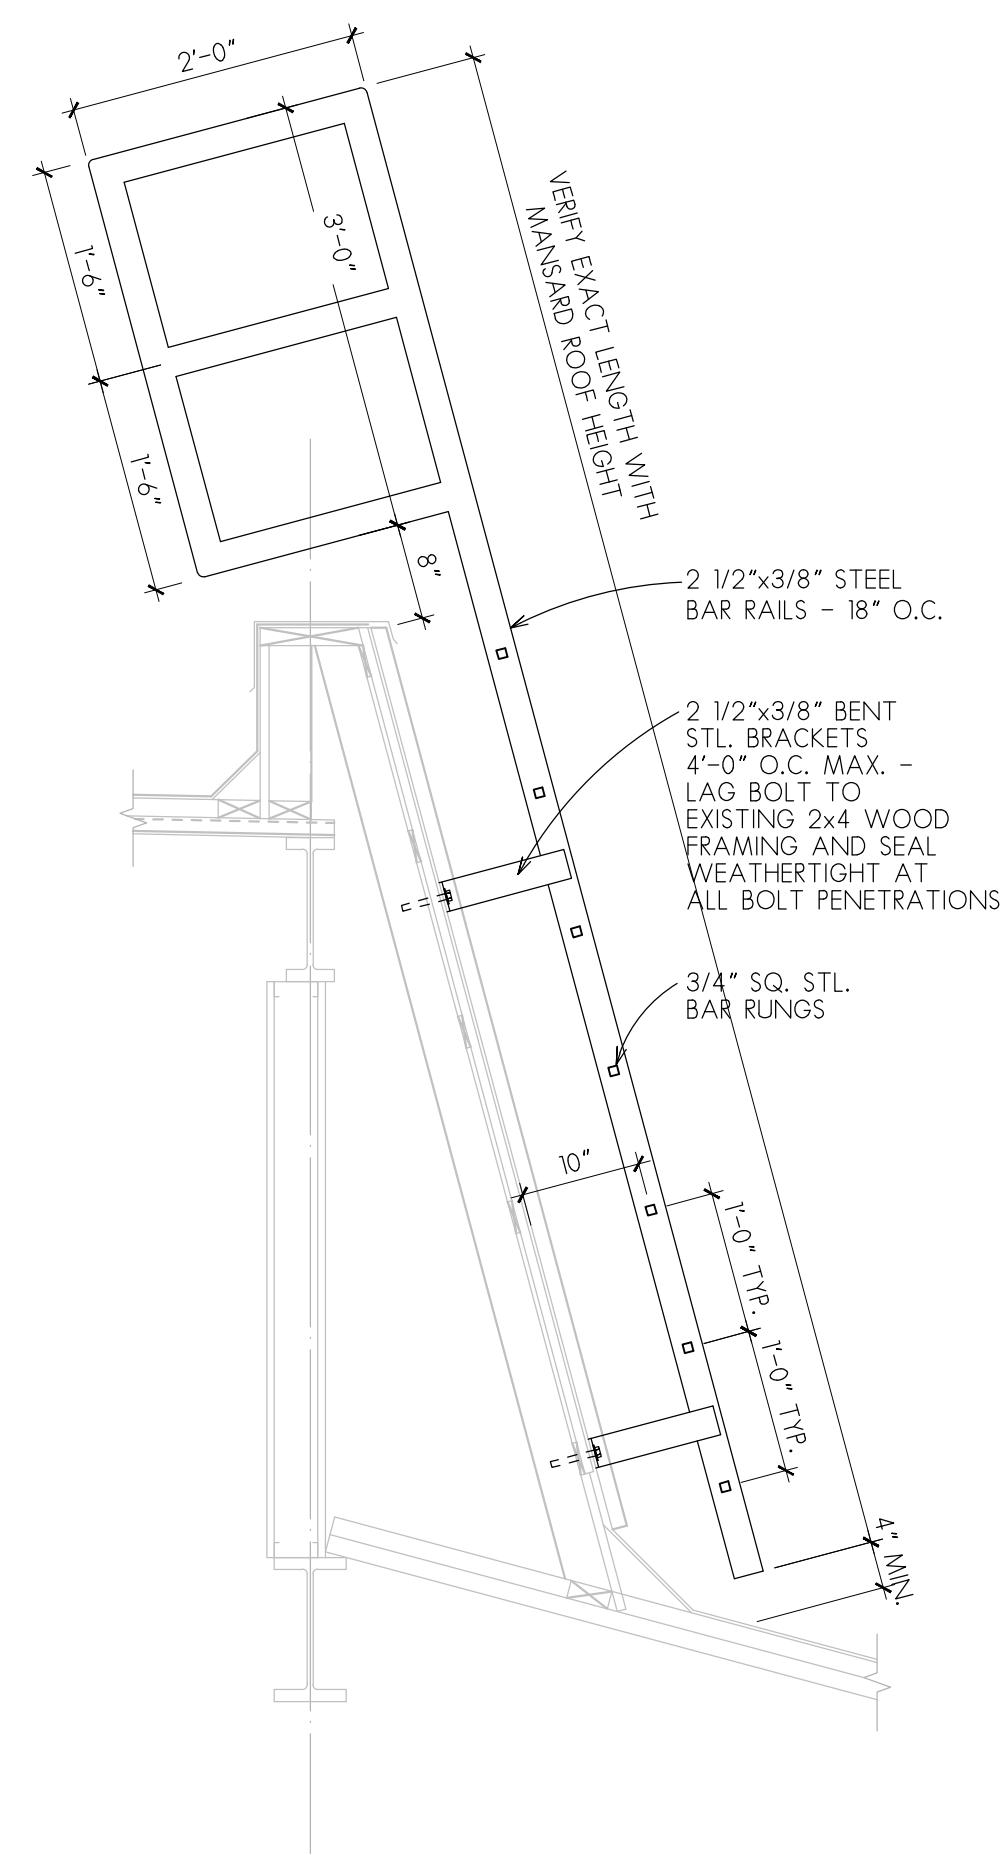 2'-0"
1'-6"
3'-0"
1'-6"
8"
VERIFY EXACT LENGTH WITH
MANSARD ROOF HEIGHT
2 1/2"x3/8" STEEL
BAR RAILS - 18" O.C.
2 1/2"x3/8" BENT
STL. BRACKETS
4'-0" O.C. MAX. -
LAG BOLT TO
EXISTING 2x4 WOOD
FRAMING AND SEAL
WEATHERTIGHT AT
ALL BOLT PENETRATIONS
3/4" SQ. STL.
BAR RUNGS
10"
1'-0" TYP.
1'-0" TYP.
4" MIN.